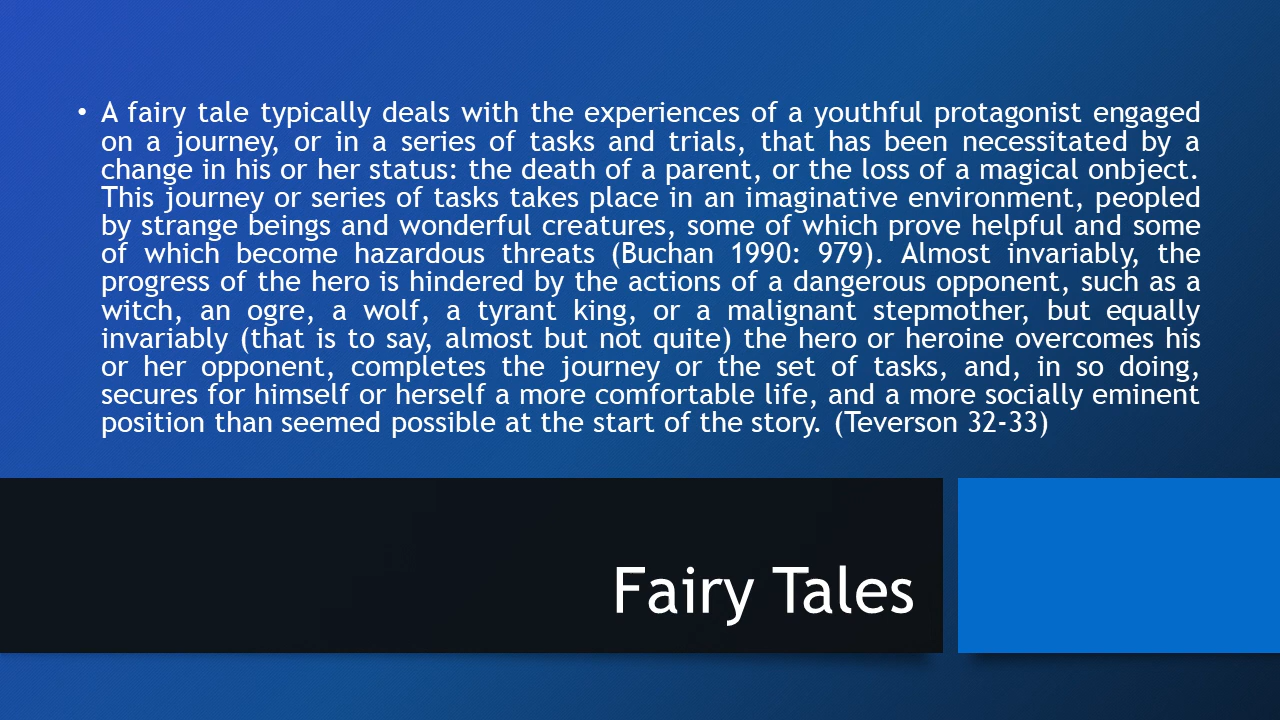 • A fairy tale typically deals with the experiences of a youthful protagonist engaged
on a journey, or in a series of tasks and trials, that has been necessitated by a
change in his or her status: the death of a parent, or the loss of a magical onbject.
This journey or series of tasks takes place in an imaginative environment, peopled
by strange beings and wonderful creatures, some of which prove helpful and some
of which become hazardous threats (Buchan 1990: 979). Almost invariably, the
progress of the hero is hindered by the actions of a dangerous opponent, such as a
witch, an ogre, a wolf, a tyrant king, or a malignant stepmother, but equally
invariably (that is to say, almost but not quite) the hero or heroine overcomes his
or her opponent, completes the journey or the set of tasks, and, in so doing,
secures for himself or herself a more comfortable life, and a more socially eminent
position than seemed possible at the start of the story. (Teverson 32-33)
Fairy Tales